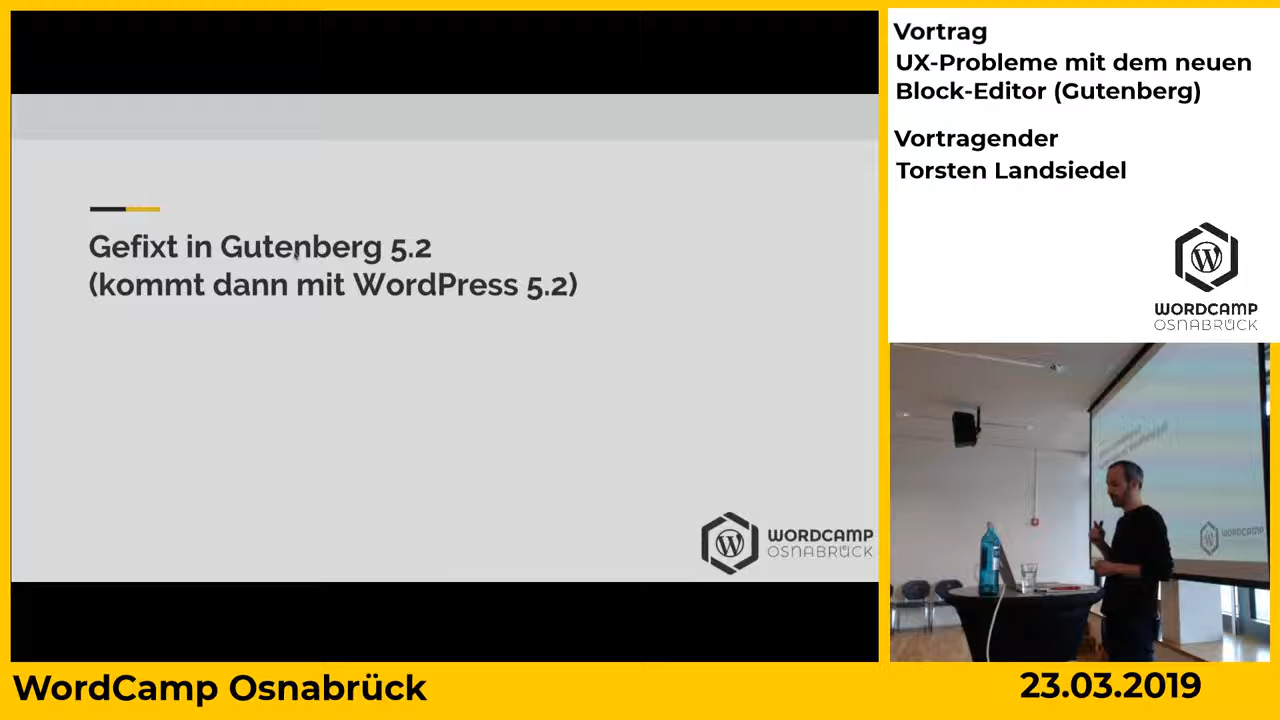 Gefixt in Gutenberg 5.2
(kommt dann mit WordPress 5.2)
WORDCAMP
OSNABRÜCK
Vortrag
UX-Probleme mit dem neuen
Block-Editor (Gutenberg)
Vortragender
Torsten Landsiedel
WORDCAMP
OSNABRÜCK
WORDCAMP
WordCamp Osnabrück
23.03.2019